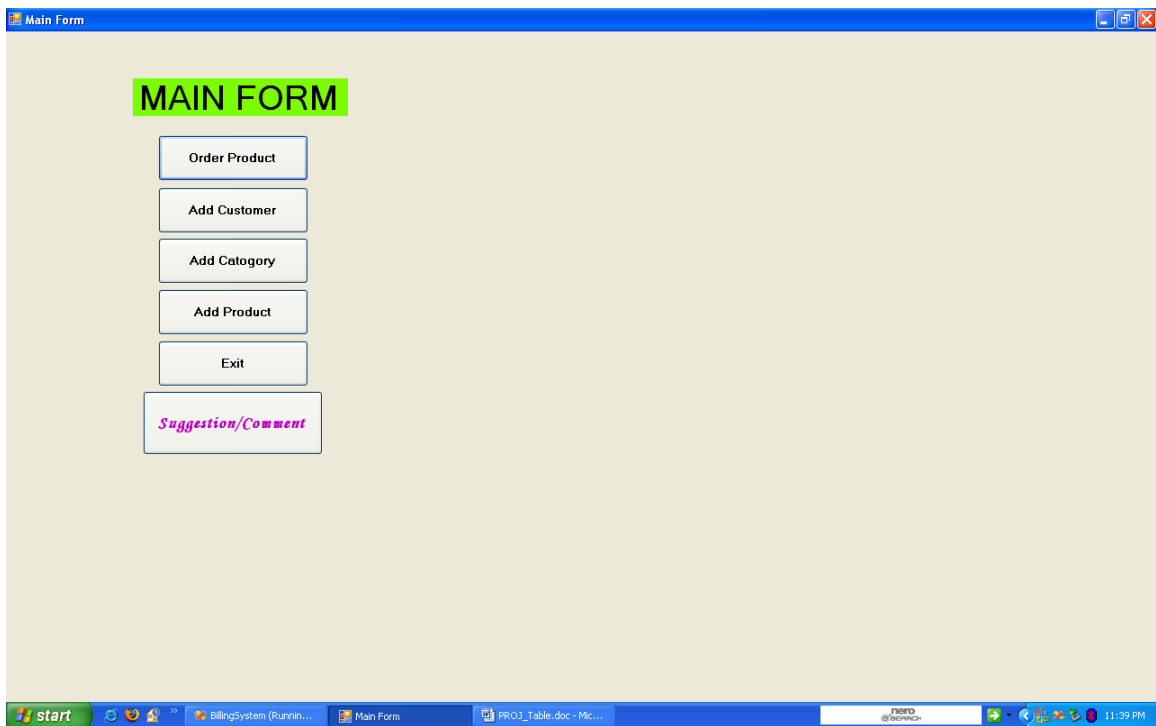 Main Form
MAIN FORM
Order Product
Add Customer
Add Catogory
Add Product
Exit
Suggestion/Comment
start
»
BillingSystem (Runnin...
Main Form
PROJ_Table.doc - Mic...
nero
SEARCH
11:39 PM